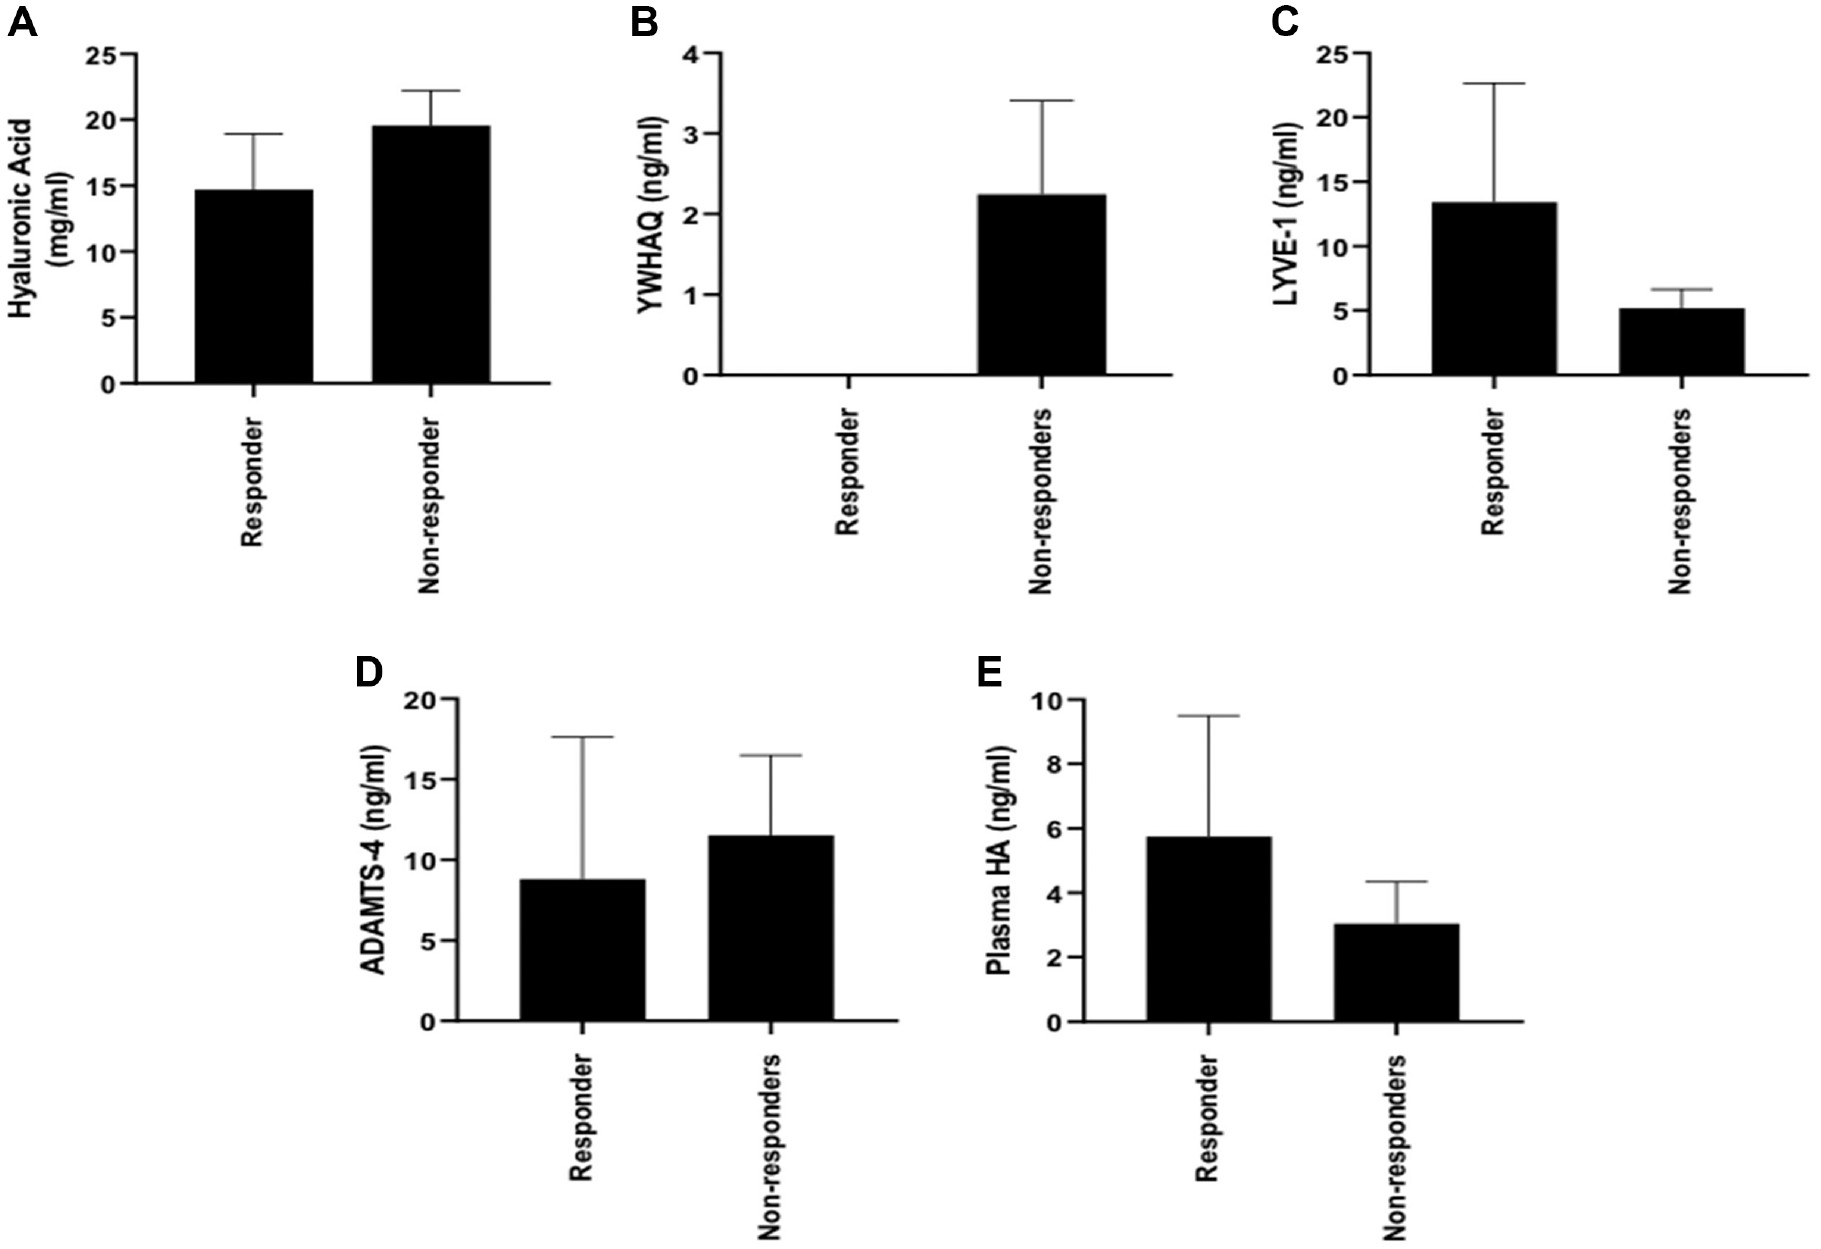 A
Hyaluronic Acid
(mg/ml)
25
20
15
10
5
0
Responder
Non-responder
B
YWHAQ (ng/ml)
4
3
2
1
0
Responder
Non-responders
C
LYVE-1 (ng/ml)
25
20
15
10
5
0
Responder
Non-responders
D
ADAMTS-4 (ng/ml)
20
15
10
5
0
Responder
Non-responders
E
Plasma HA (ng/ml)
10
8
6
4
2
0
Responder
Non-responders